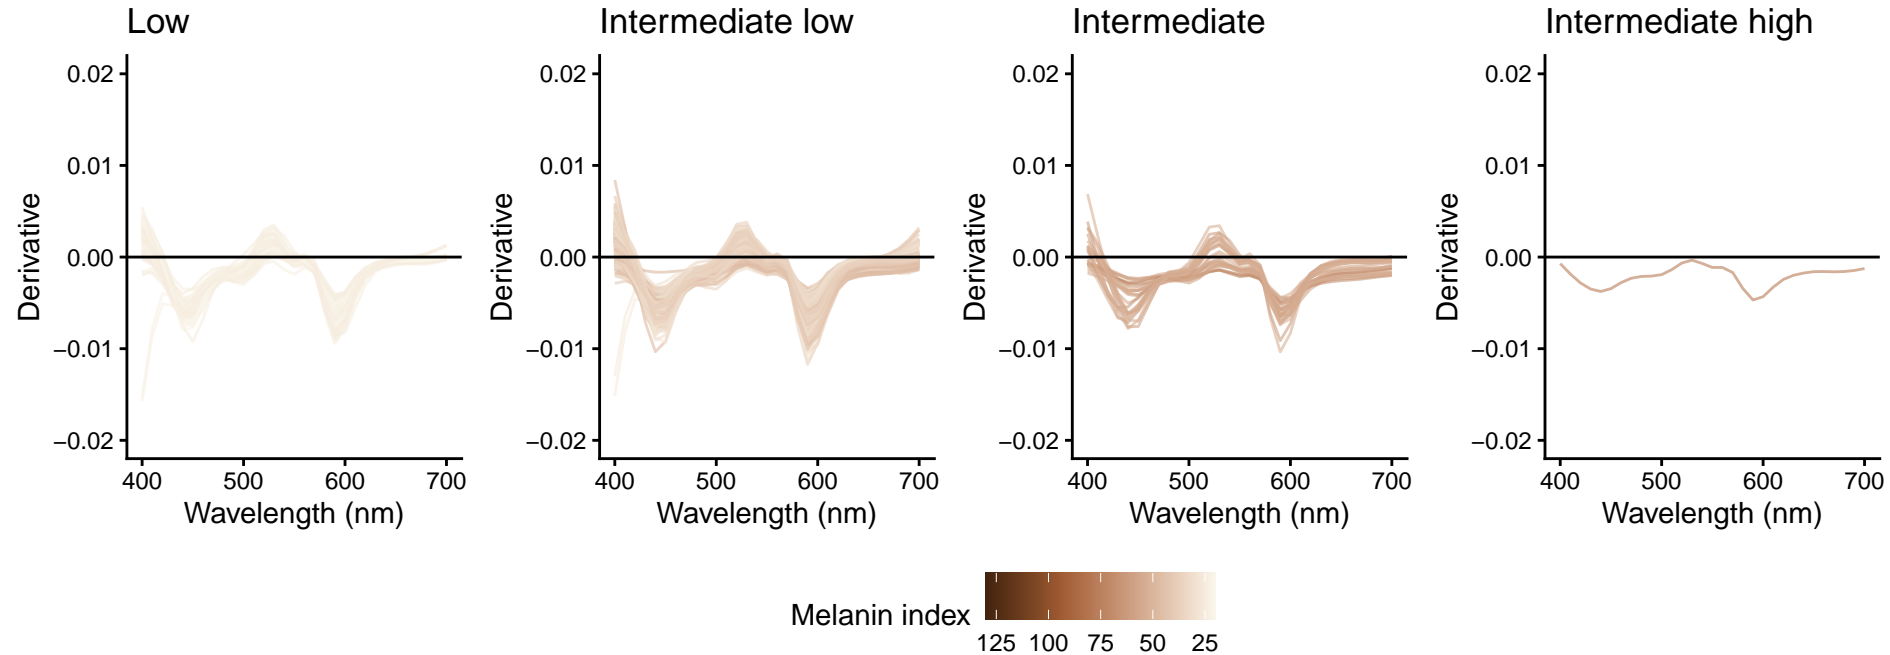 Low Intermediate low Intermediate Intermediate high
0.02 0.02 0.02 0.02
0.01 0.01 0.01 0.01
0.00 0.00 0.00 0.00
−0.01 −0.01 −0.01 −0.01
−0.02 −0.02 −0.02 −0.02
Derivative Derivative Derivative Derivative
400 500 600 700 400 500 600 700 400 500 600 700 400 500 600 700
Wavelength (nm) Wavelength (nm) Wavelength (nm) Wavelength (nm)
Melanin index
125 100 75 50 25